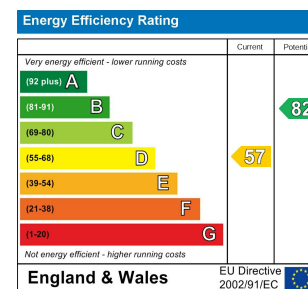 Energy Efficiency Rating
Current Potenti
Very energy efficient - lower running costs
(92 plus) A
(81-91) B
82
(69-80) C
(55-68) D
57
(39-54) E
(21-38) F
(1-20) G
Not energy efficient - higher running costs
England & Wales
EU Directive
2002/91/EC